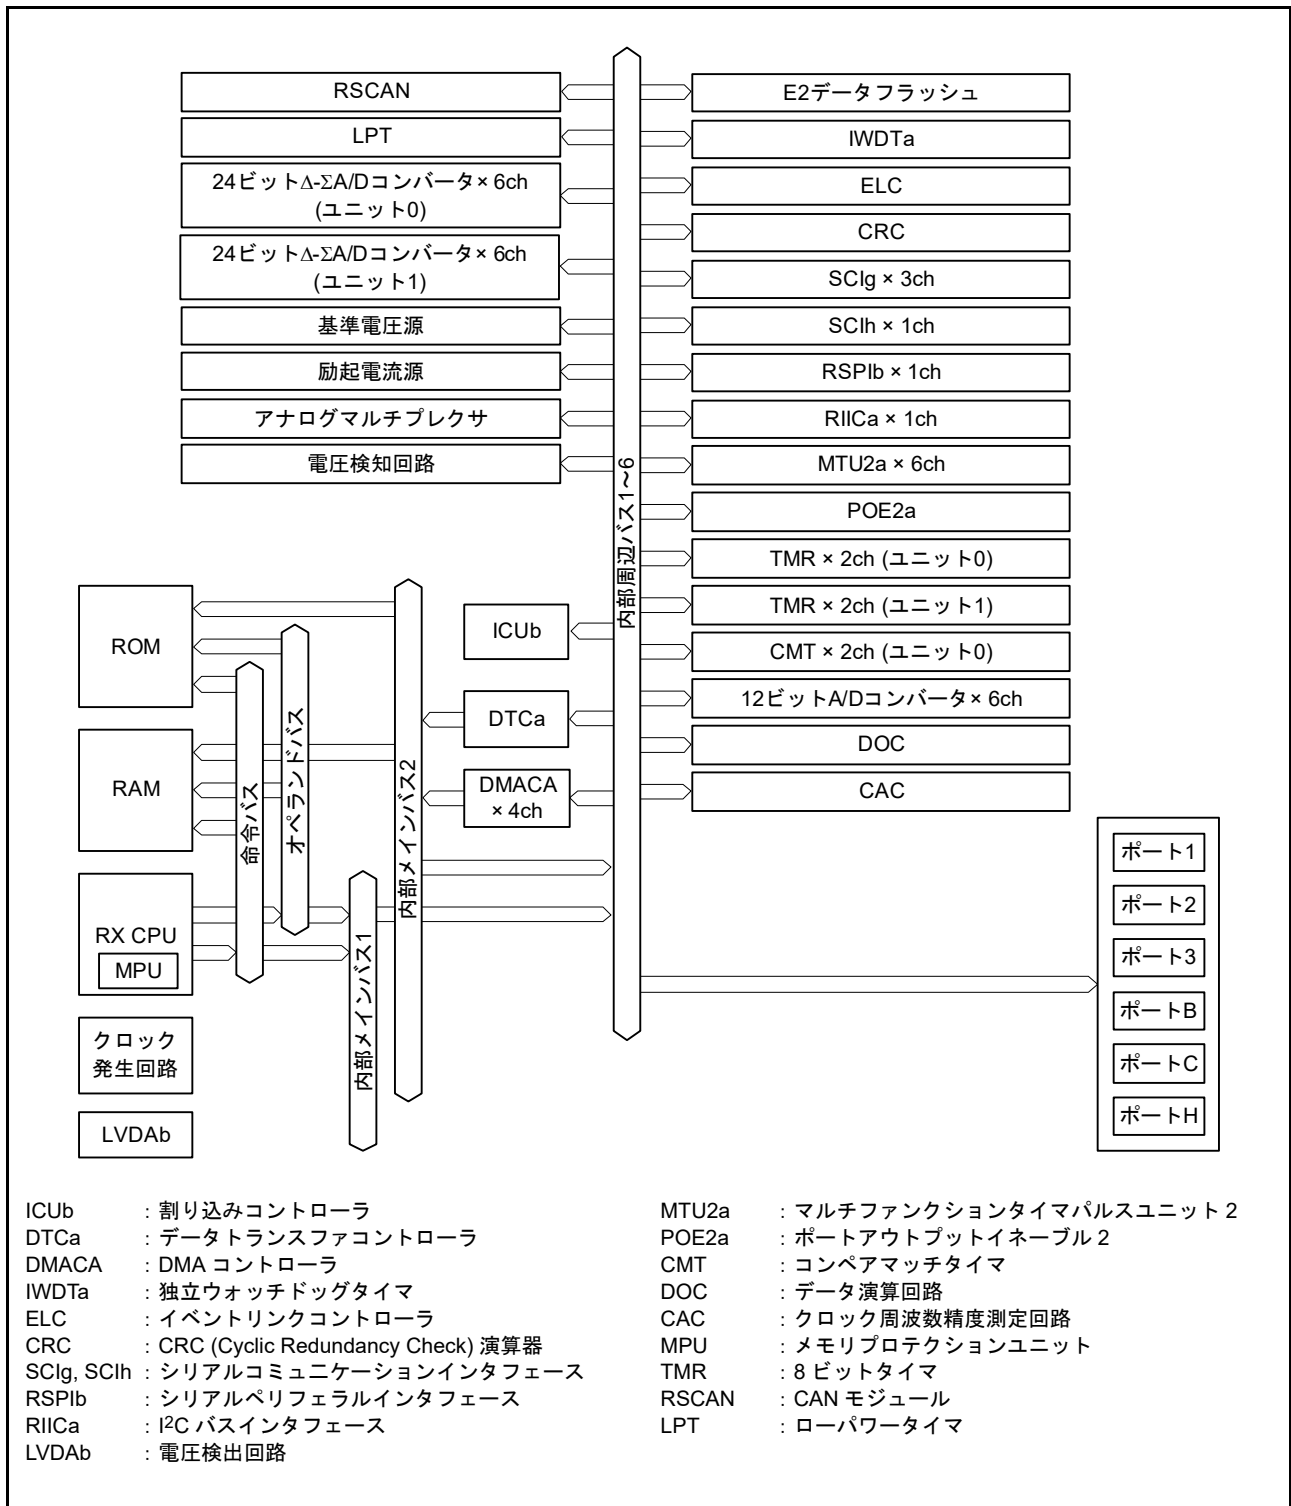 RSCAN
LPT
24ビットΔ-ΣA/Dコンバータ× 6ch
(ユニット0)
24ビットΔ-ΣA/Dコンバータ× 6ch
(ユニット1)
基準電圧源
励起電流源
アナログマルチプレクサ
電圧検知回路
内部周辺バス1～6
E2データフラッシュ
IWDTa
ELC
CRC
SCIg × 3ch
SCIh × 1ch
RSPIb × 1ch
RIICa × 1ch
MTU2a × 6ch
POE2a
TMR × 2ch (ユニット0)
TMR × 2ch (ユニット1)
CMT × 2ch (ユニット0)
12ビットA/Dコンバータ× 6ch
DOC
CAC
ROM
RAM
RX CPU
MPU
クロック
発生回路
LVDAb
命令バス
オペランドバス
内部メインバス1
内部メインバス2
ICUb
DTCa
DMACA
× 4ch
ポート1
ポート2
ポート3
ポートB
ポートC
ポートH
ICUb : 割り込みコントローラ
DTCa : データトランスファコントローラ
DMACA : DMA コントローラ
IWDTa : 独立ウォッチドッグタイマ
ELC : イベントリンクコントローラ
CRC : CRC (Cyclic Redundancy Check) 演算器
SCIg, SCIh : シリアルコミュニケーションインタフェース
RSPIb : シリアルペリフェラルインタフェース
RIICa : I²C バスインタフェース
LVDAb : 電圧検出回路
MTU2a : マルチファンクションタイマパルスユニット 2
POE2a : ポートアウトプットイネーブル 2
CMT : コンペアマッチタイマ
DOC : データ演算回路
CAC : クロック周波数精度測定回路
MPU : メモリプロテクションユニット
TMR : 8 ビットタイマ
RSCAN : CAN モジュール
LPT : ローパワータイマ